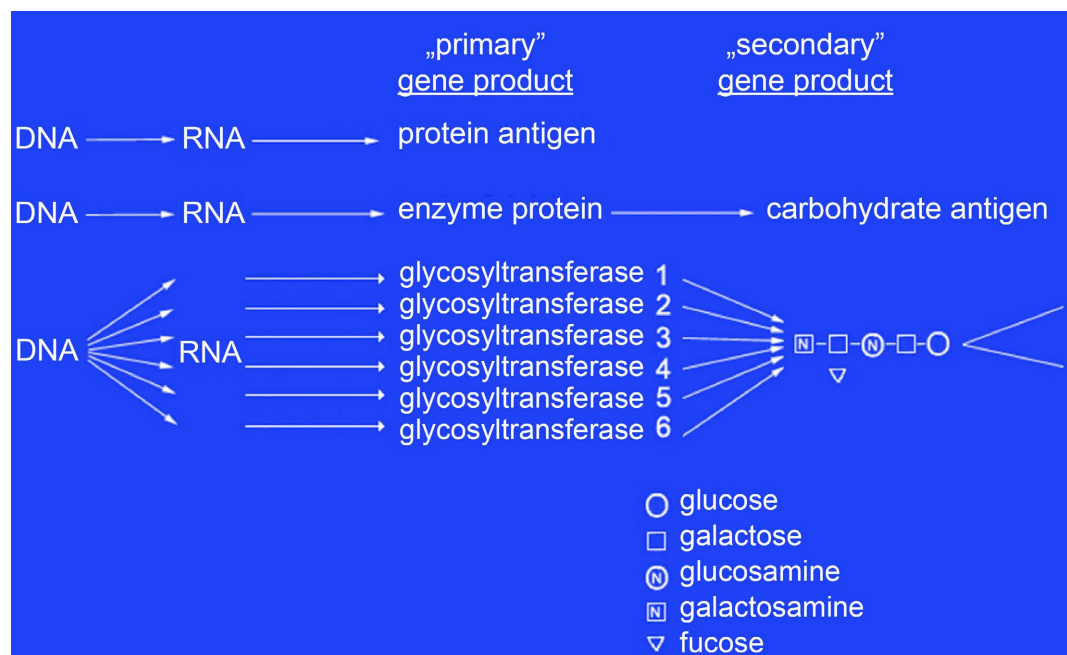 „primary” „secondary”
gene product gene product
DNA RNA protein antigen
DNA RNA enzyme protein carbohydrate antigen
glycosyltransferase 1
glycosyltransferase 2
glycosyltransferase 3
DNA RNA N N
glycosyltransferase 4
glycosyltransferase 5
glycosyltransferase 6
glucose
galactose
N glucosamine
N galactosamine
fucose